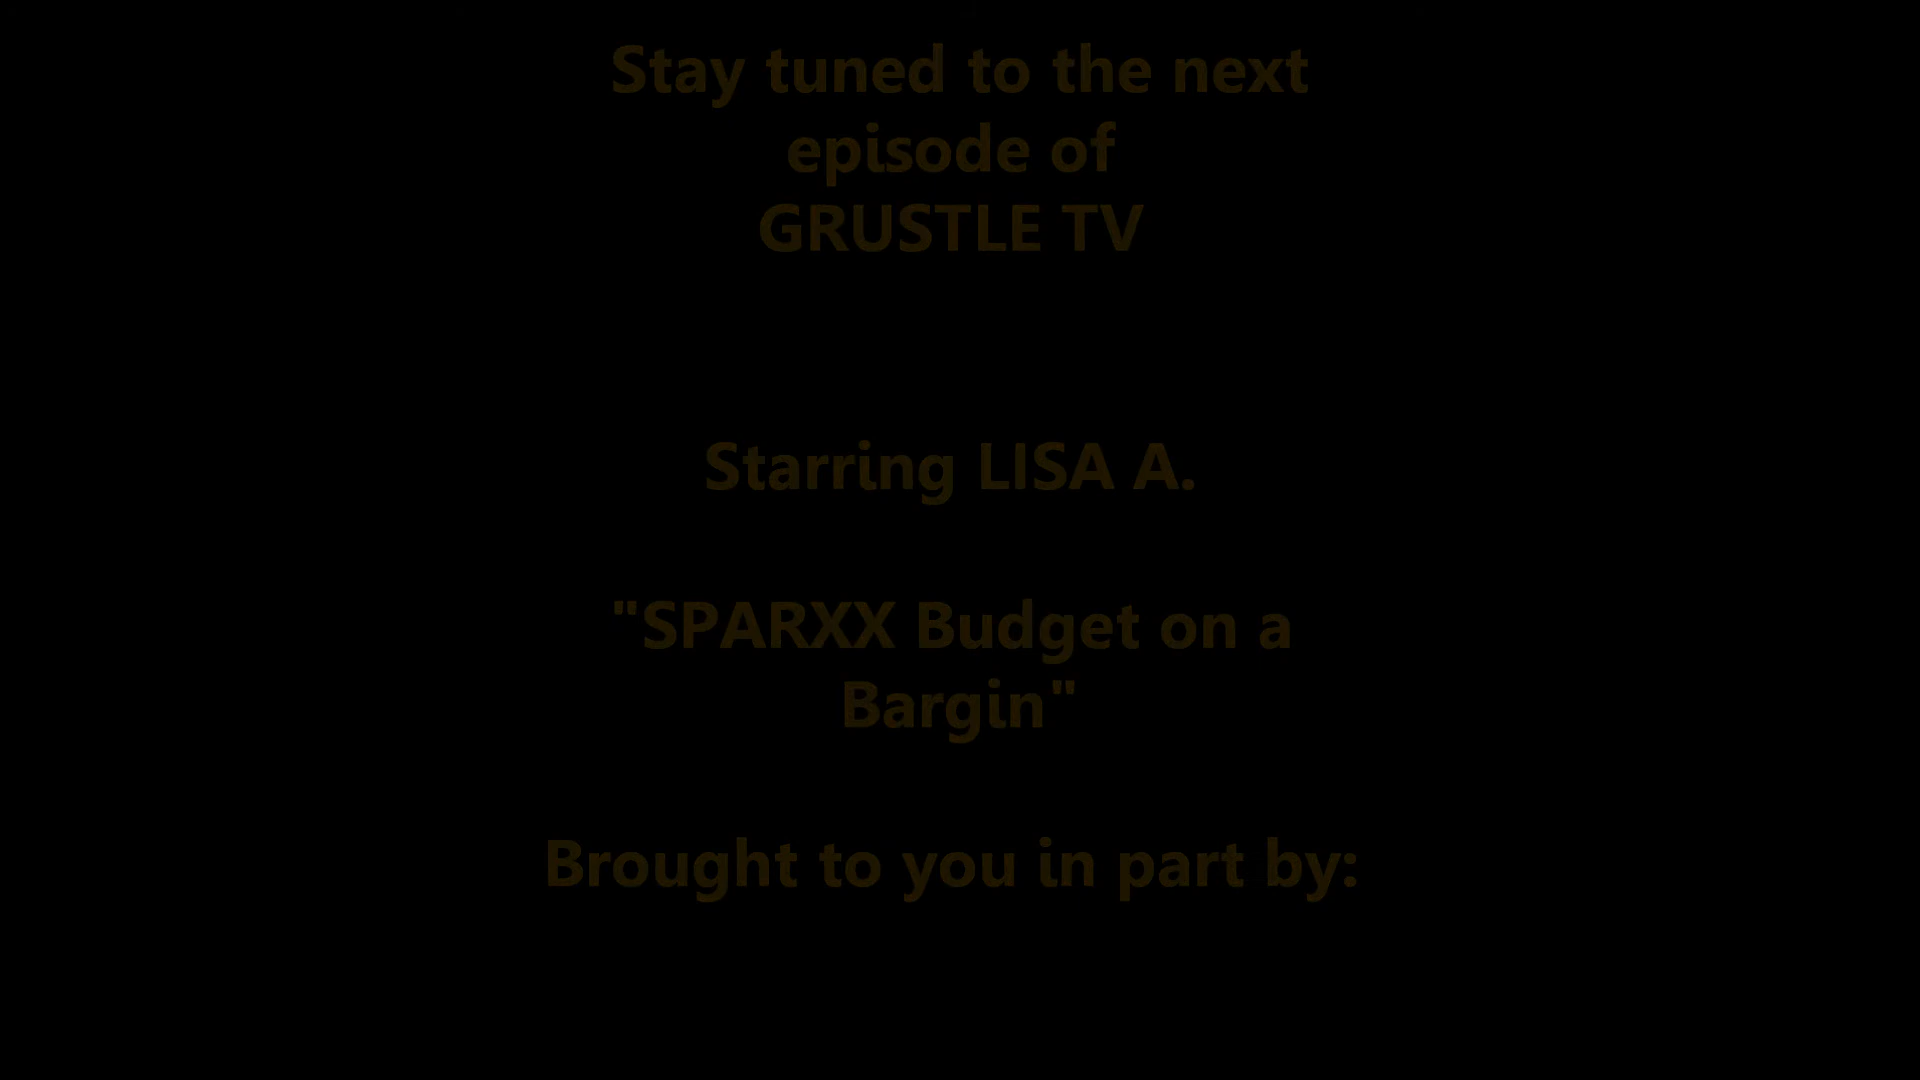 Stay tuned to the next
episode of
GRUSTLE TV
Starring LISA A.
"SPARXX Budget on a
Bargin"
Brought to you in part by: